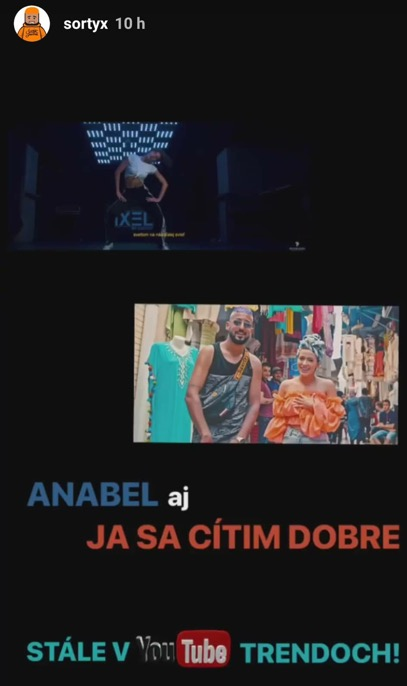 sortyx 10 h
iXEL
ANABEL aj
JA SA CÍTIM DOBRE
STÁLE V YouTube TRENDOCH!